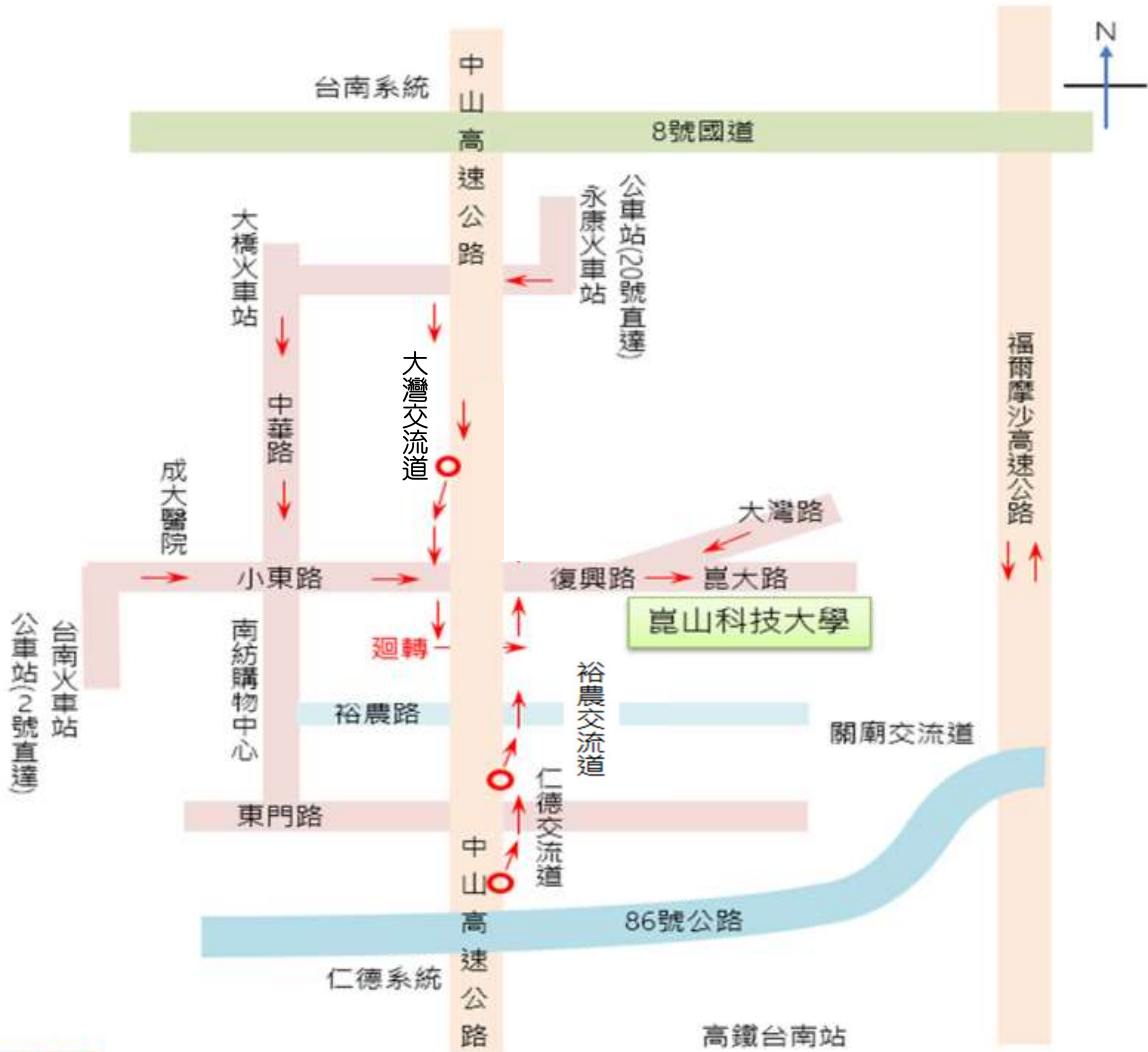 N
中山高速公路
台南系統
8號國道
大橋火車站
永康火車站
公車站(20號直達)
大灣交流道
中華路
福爾摩沙高速公路
成大醫院
大灣路
小東路
復興路
崑大路
崑山科技大學
公車站(2號直達)
台南火車站
南紡購物中心
迴轉
裕農路
裕農交流道
關廟交流道
東門路
仁德交流道
中山高速公路
86號公路
仁德系統
高鐵台南站